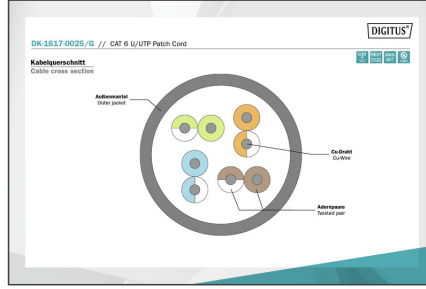 DIGITUS®
DK-1617-0025/G // CAT 6 U/UTP Patch Cord
Kabelquerschnitt
Cable cross section
Außenmantel
Outer jacket
Cu-Draht
Cu-Wire
Adernpaare
Twisted pair